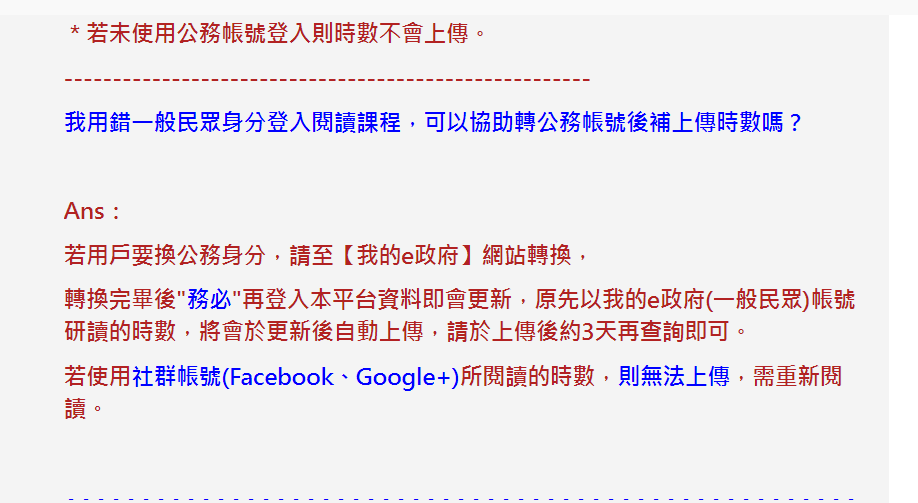 * 若未使用公務帳號登入則時數不會上傳。
------------------------------------------------------
我用錯一般民眾身分登入閱讀課程，可以協助轉公務帳號後補上傳時數嗎？
Ans：
若用戶要換公務身分，請至【我的e政府】網站轉換，
轉換完畢後"務必"再登入本平台資料即會更新，原先以我的e政府(一般民眾)帳號
研讀的時數，將會於更新後自動上傳，請於上傳後約3天再查詢即可。
若使用社群帳號(Facebook、Google+)所閱讀的時數，則無法上傳，需重新閱
讀。
- - - - - - - - - - - - - - - - - - - - - - - - - - - - - - - - - - - - - - - - - - - - - - - - - - - - -